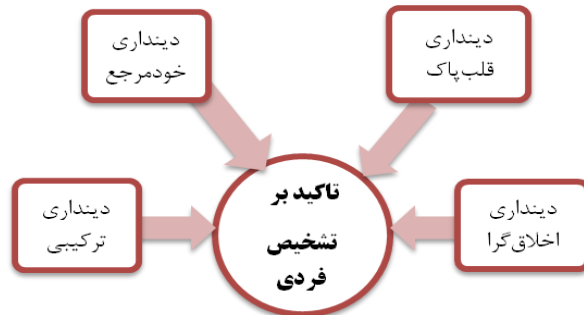 دینداری
قلب‌پاک
دینداری
خودمرجع
دینداری
اخلاق‌گرا
دینداری
ترکیبی
تاکید بر
تشخیص
فردی